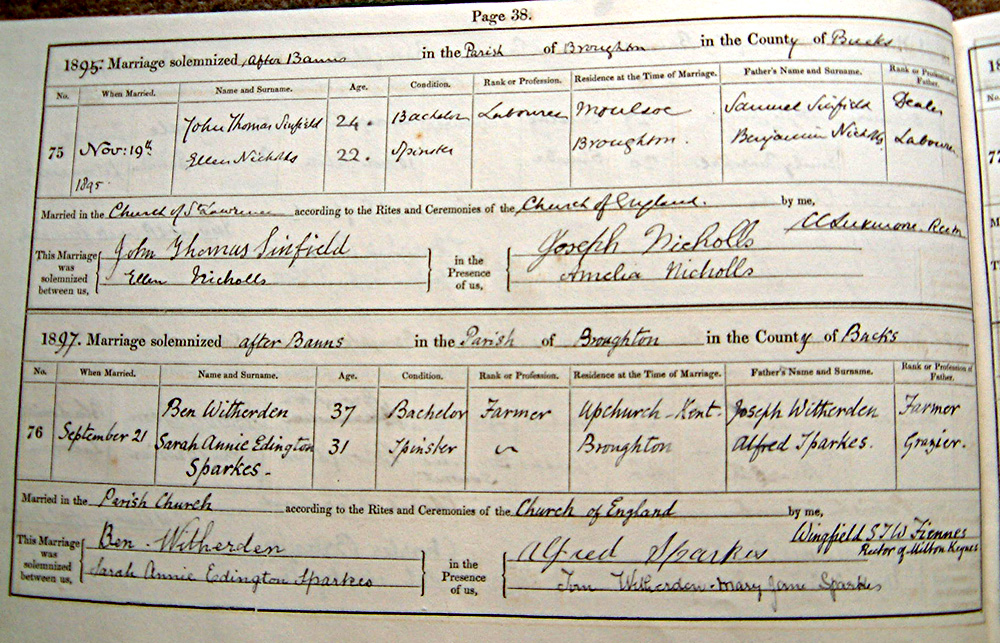 Page 38.
1895. Marriage solemnized after Banns in the Parish of Broughton in the County of Bucks
No. When Married. Name and Surname. Age. Condition. Rank or Profession. Residence at the Time of Marriage. Father's Name and Surname. Rank or Profession of Father.
John Thomas Sinfield 24. Bachelor Labourer Moulsoe Samuel Sinfield Dealer
75 Nov: 19th Ellen Nicholls 22. Spinster Broughton. Benjamin Nicholls Labourer
1895
Married in the Church of St Lawrence according to the Rites and Ceremonies of the Church of England. by me,
This Marriage was solemnized between us, John Thomas Sinfield in the Presence of us, Joseph Nicholls
Ellen Nicholls Amelia Nicholls
1897. Marriage solemnized after Banns in the Parish of Broughton in the County of Bucks
No. When Married. Name and Surname. Age. Condition. Rank or Profession. Residence at the Time of Marriage. Father's Name and Surname. Rank or Profession of Father.
Ben Witherden 37 Bachelor Farmer Upchurch - Kent. Joseph Witherden Farmer
76 September 21 Sarah Annie Edington 31 Spinster Broughton Alfred Sparkes. Grazier.
Sparkes -
Married in the Parish Church according to the Rites and Ceremonies of the Church of England by me, Wingfield S T W Fiennes
Rector of Milton Keynes
This Marriage was solemnized between us, Ben Witherden in the Presence of us, Alfred Sparkes
Sarah Annie Edington Sparkes Tom Witherden - Mary Jane Sparkes